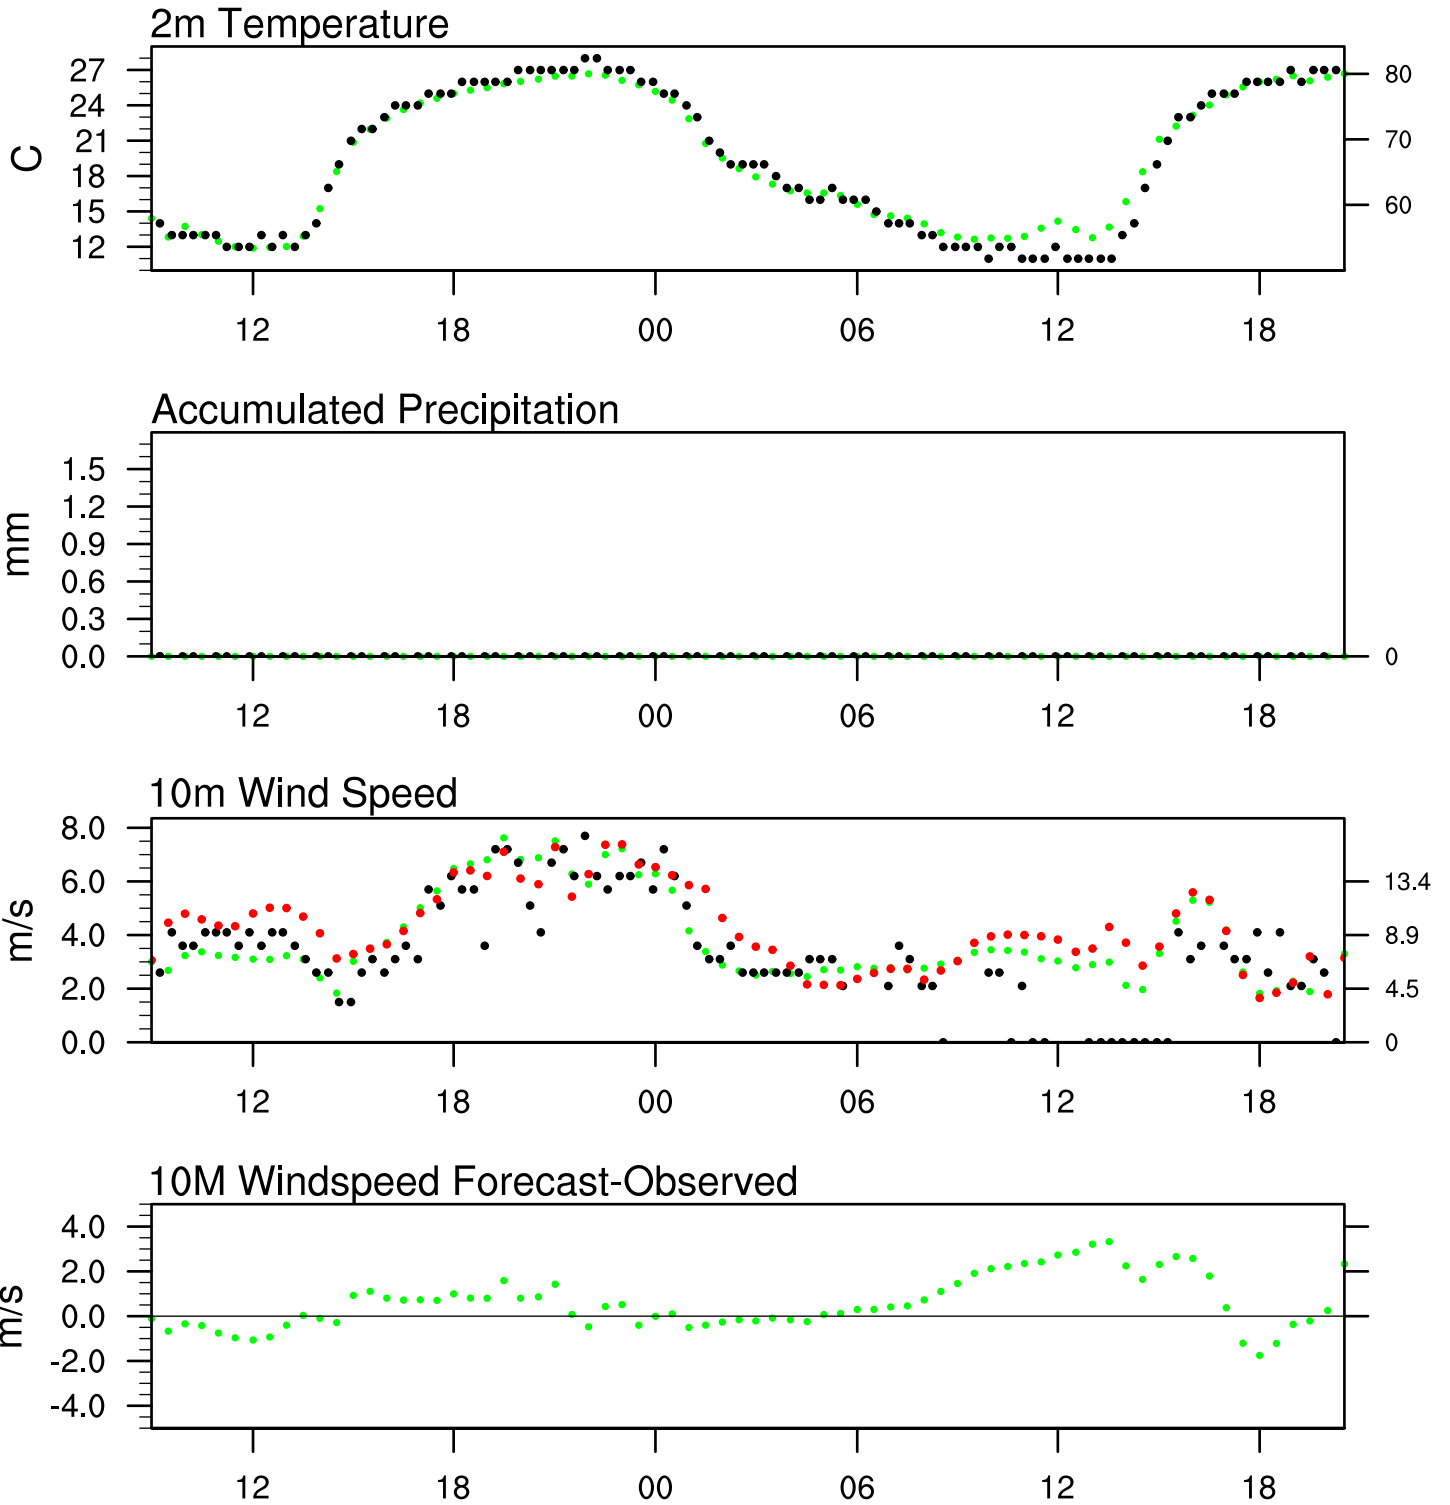 2m Temperature
27
24
21
18
15
12
C
80
70
60
12 18 00 06 12 18
Accumulated Precipitation
1.5
1.2
0.9
0.6
0.3
0.0
mm
0
12 18 00 06 12 18
10m Wind Speed
8.0
6.0
4.0
2.0
0.0
m/s
13.4
8.9
4.5
0
12 18 00 06 12 18
10M Windspeed Forecast-Observed
4.0
2.0
0.0
-2.0
-4.0
m/s
12 18 00 06 12 18